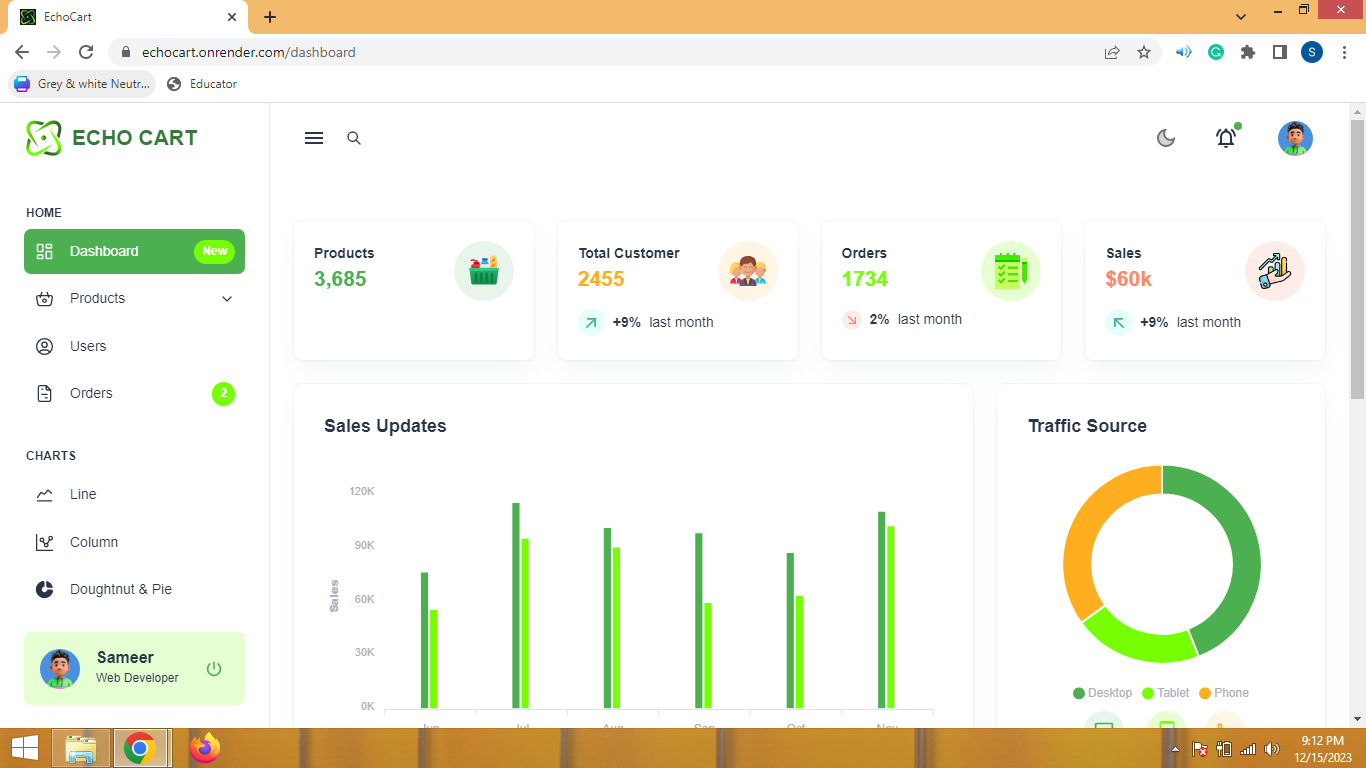 EchoCart
echocart.onrender.com/dashboard
S
Grey & white Neutr...
Educator
ECHO CART
HOME
Dashboard
New
Products
Users
Orders
2
CHARTS
Line
Column
Doughtnut & Pie
Sameer
Web Developer
Products
3,685
Total Customer
2455
+9% last month
Orders
1734
2% last month
Sales
$60k
+9% last month
Sales Updates
120K
90K
60K
30K
0K
Sales
Jun Jul Aug Sep Oct Nov
Traffic Source
Desktop Tablet Phone
9:12 PM
12/15/2023